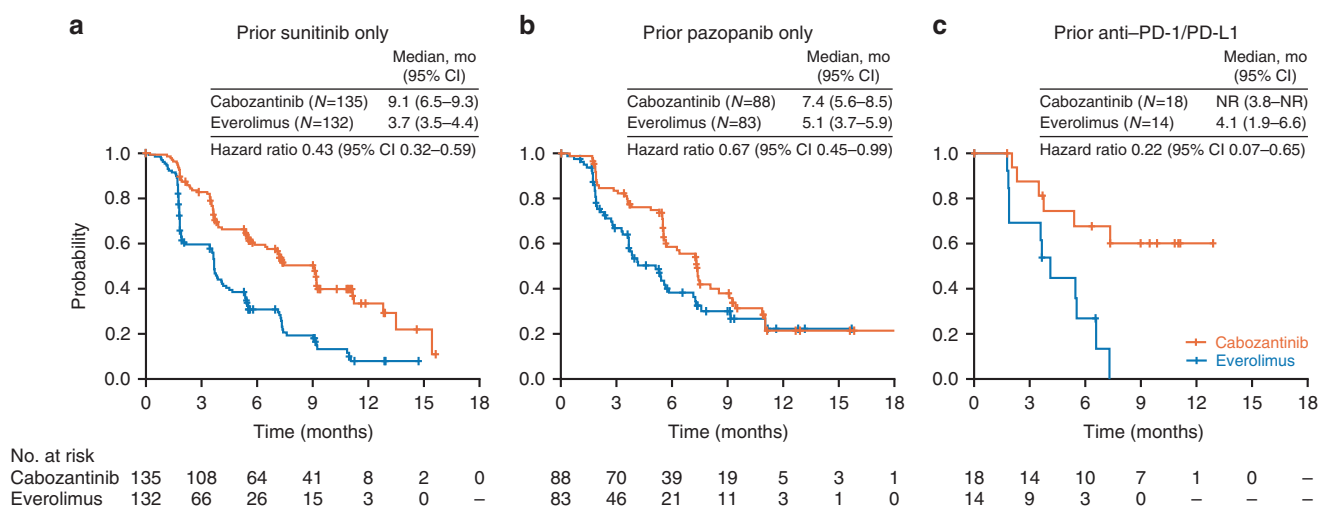 a Prior sunitinib only
Median, mo
(95% CI)
Cabozantinib (N=135) 9.1 (6.5–9.3)
Everolimus (N=132) 3.7 (3.5–4.4)
Hazard ratio 0.43 (95% CI 0.32–0.59)
1.0
0.8
0.6
0.4
0.2
0.0
Probability
0 3 6 9 12 15 18
Time (months)
b Prior pazopanib only
Median, mo
(95% CI)
Cabozantinib (N=88) 7.4 (5.6–8.5)
Everolimus (N=83) 5.1 (3.7–5.9)
Hazard ratio 0.67 (95% CI 0.45–0.99)
1.0
0.8
0.6
0.4
0.2
0.0
0 3 6 9 12 15 18
Time (months)
c Prior anti–PD-1/PD-L1
Median, mo
(95% CI)
Cabozantinib (N=18) NR (3.8–NR)
Everolimus (N=14) 4.1 (1.9–6.6)
Hazard ratio 0.22 (95% CI 0.07–0.65)
1.0
0.8
0.6
0.4
0.2
0.0
Cabozantinib
Everolimus
0 3 6 9 12 15 18
Time (months)
No. at risk
Cabozantinib 135 108 64 41 8 2 0 88 70 39 19 5 3 1 18 14 10 7 1 0 –
Everolimus 132 66 26 15 3 0 – 83 46 21 11 3 1 0 14 9 3 0 – – –